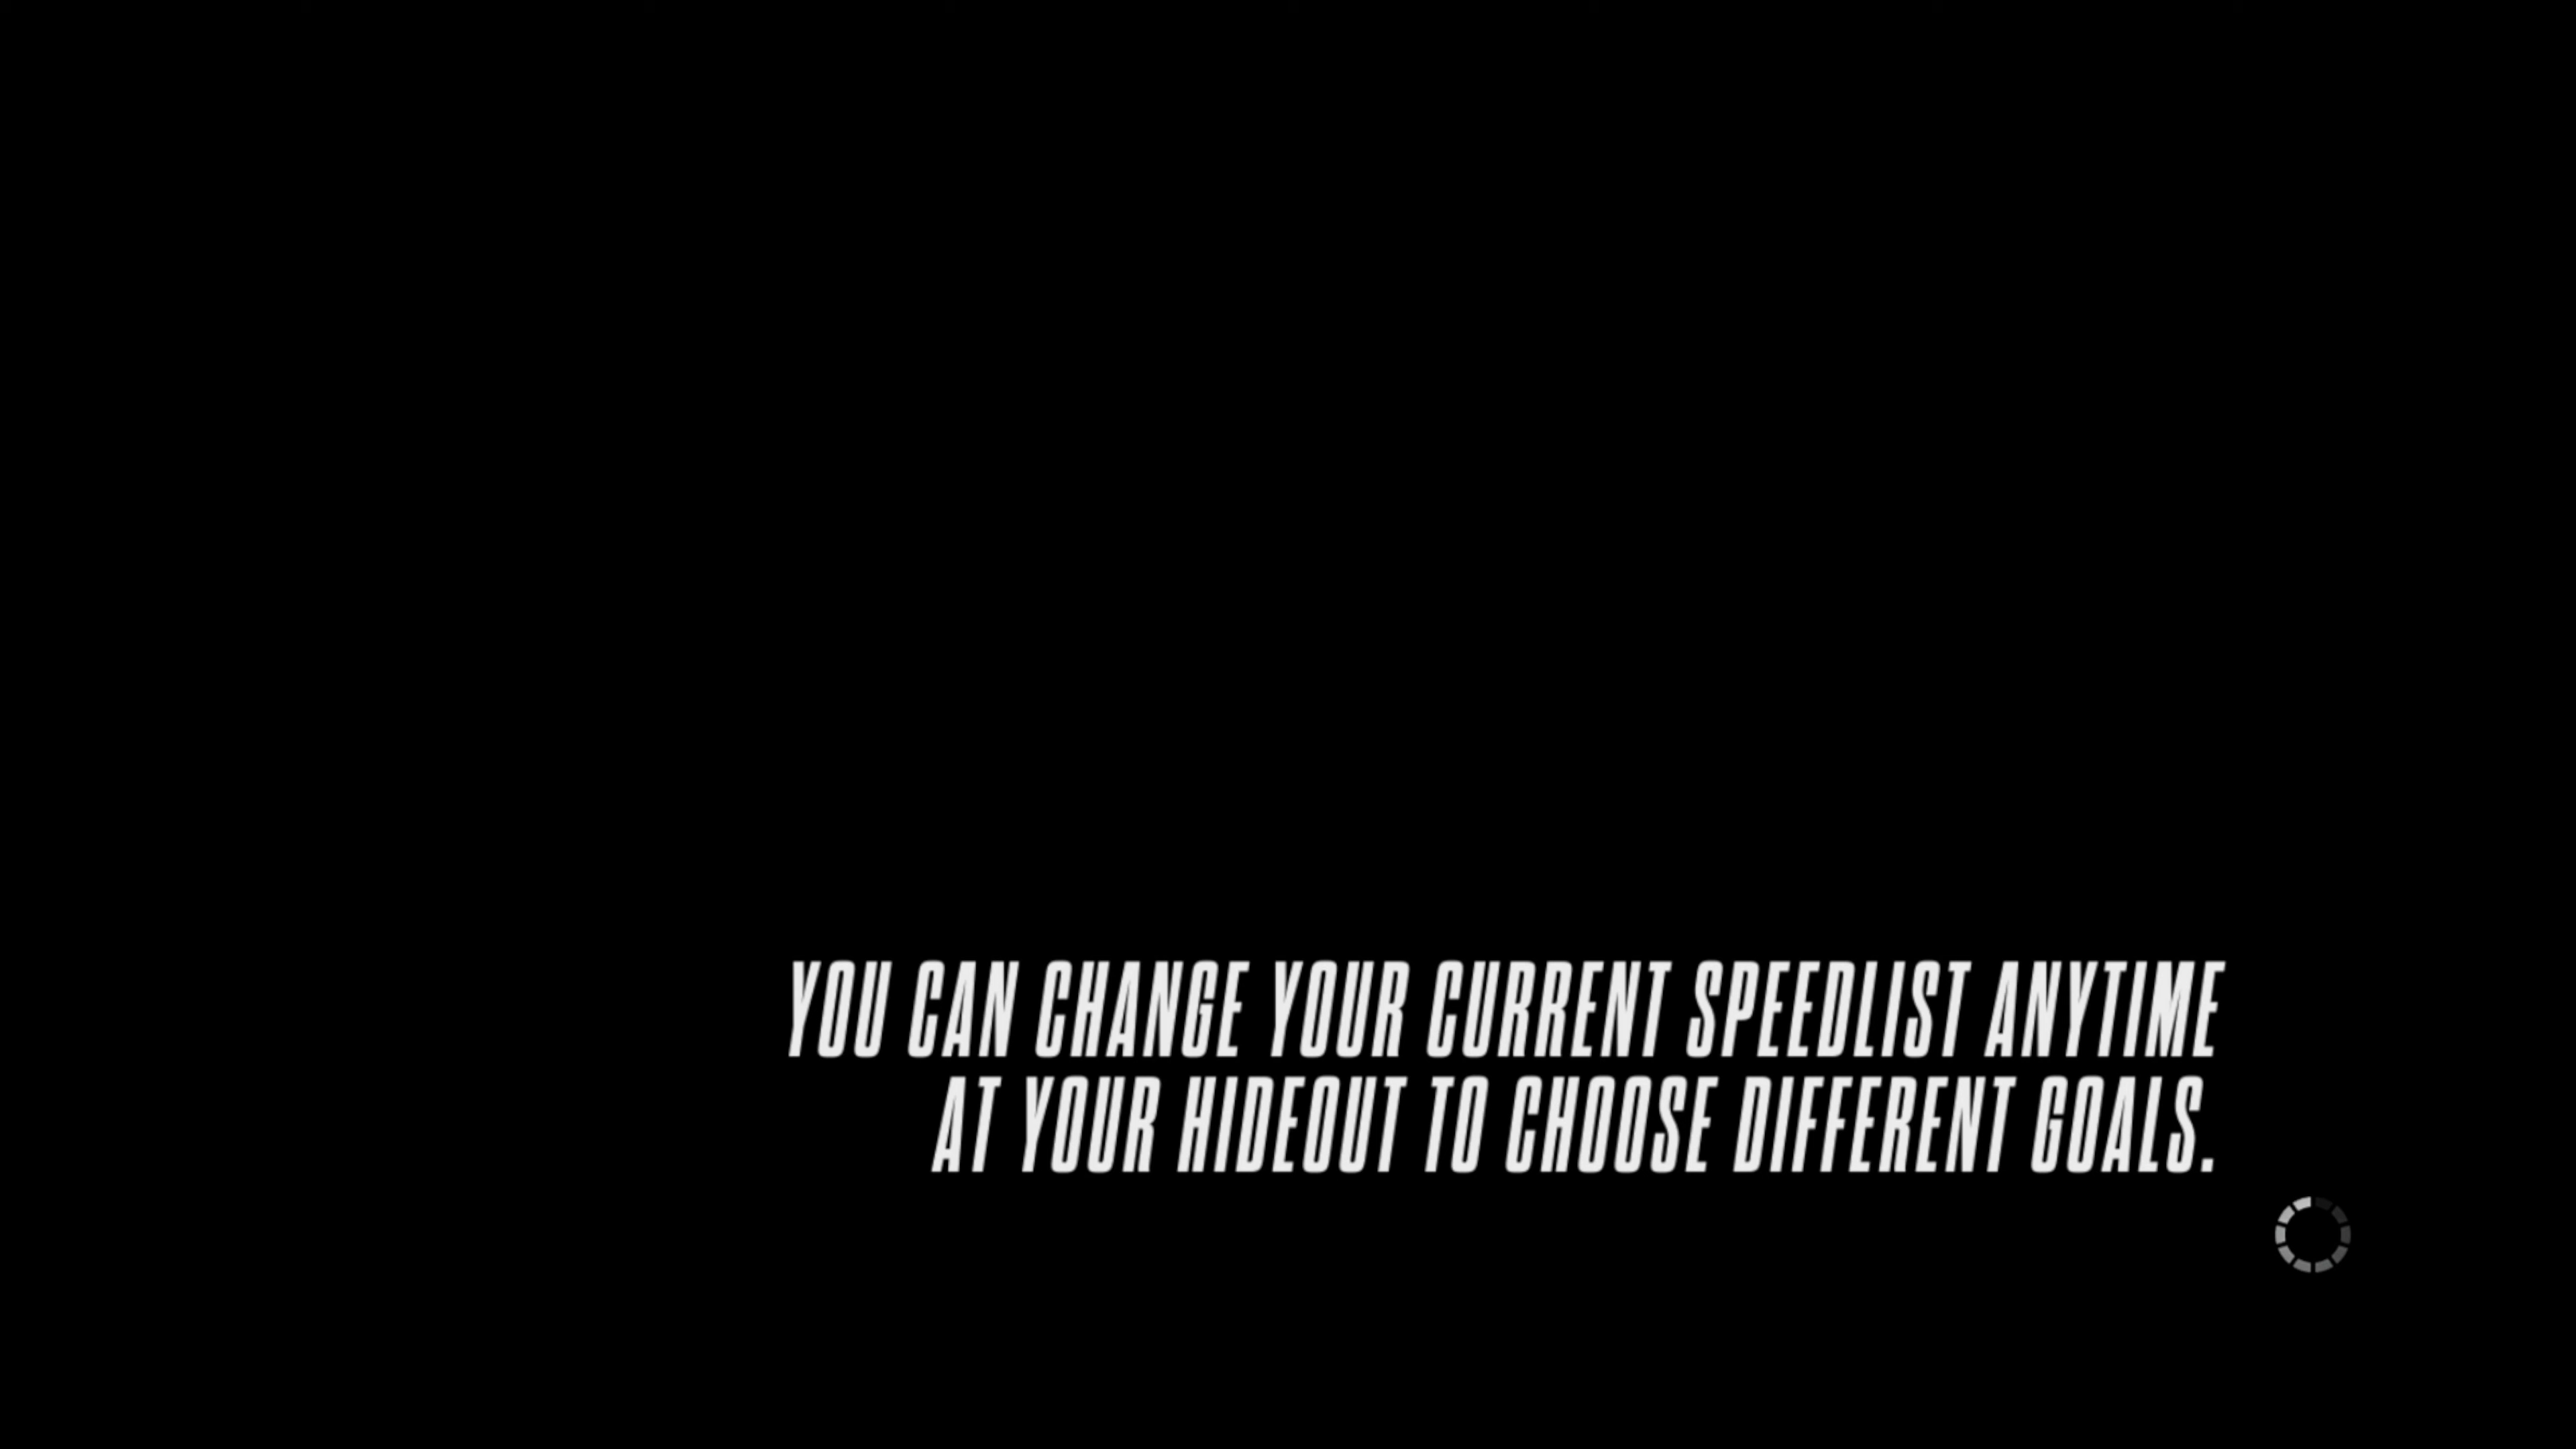 YOU CAN CHANGE YOUR CURRENT SPEEDLIST ANYTIME
AT YOUR HIDEOUT TO CHOOSE DIFFERENT GOALS.